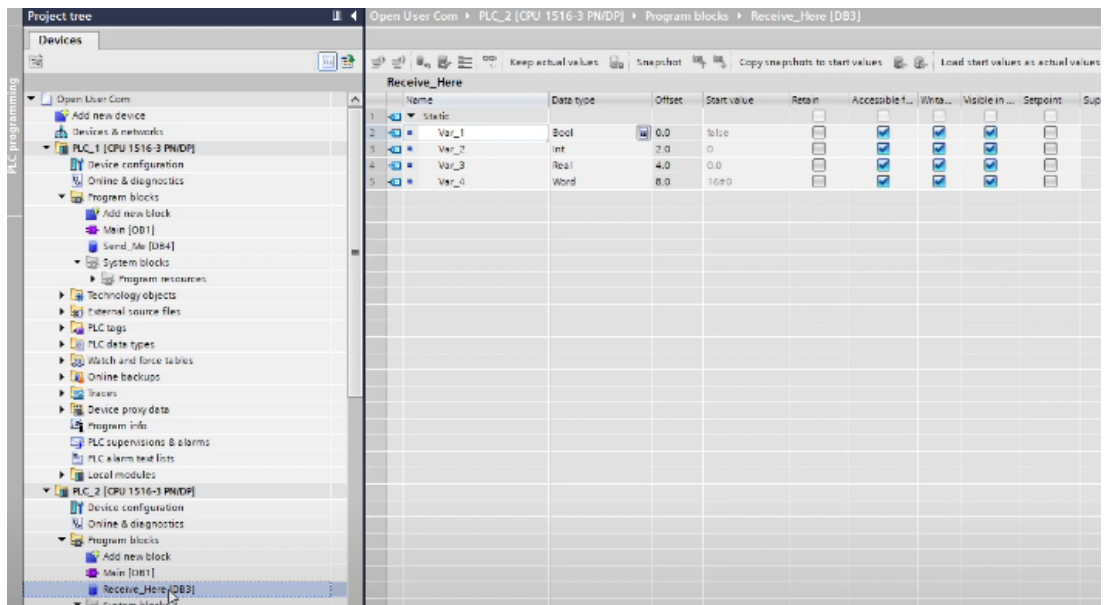 Project tree
Open User Com ▸ PLC_2 [CPU 1516-3 PN/DP] ▸ Program blocks ▸ Receive_Here [DB3]
Devices
PLC programming
Keep actual values Snapshot Copy snapshots to start values Load start values as actual values
Receive_Here
Name Data type Offset Start value Retain Accessible f... Writa... Visible in ... Setpoint Sup
1 Static
2 Var_1 Bool 0.0 false
3 Var_2 Int 2.0 0
4 Var_3 Real 4.0 0.0
5 Var_4 Word 8.0 16#0
Open User Com
Add new device
Devices & networks
PLC_1 [CPU 1516-3 PN/DP]
Device configuration
Online & diagnostics
Program blocks
Add new block
Main [OB1]
Send_Me [DB4]
System blocks
Program resources
Technology objects
External source files
PLC tags
PLC data types
Watch and force tables
Online backups
Traces
Device proxy data
Program info
PLC supervisions & alarms
PLC alarm text lists
Local modules
PLC_2 [CPU 1516-3 PN/DP]
Device configuration
Online & diagnostics
Program blocks
Add new block
Main [OB1]
Receive_Here [DB3]
System blocks